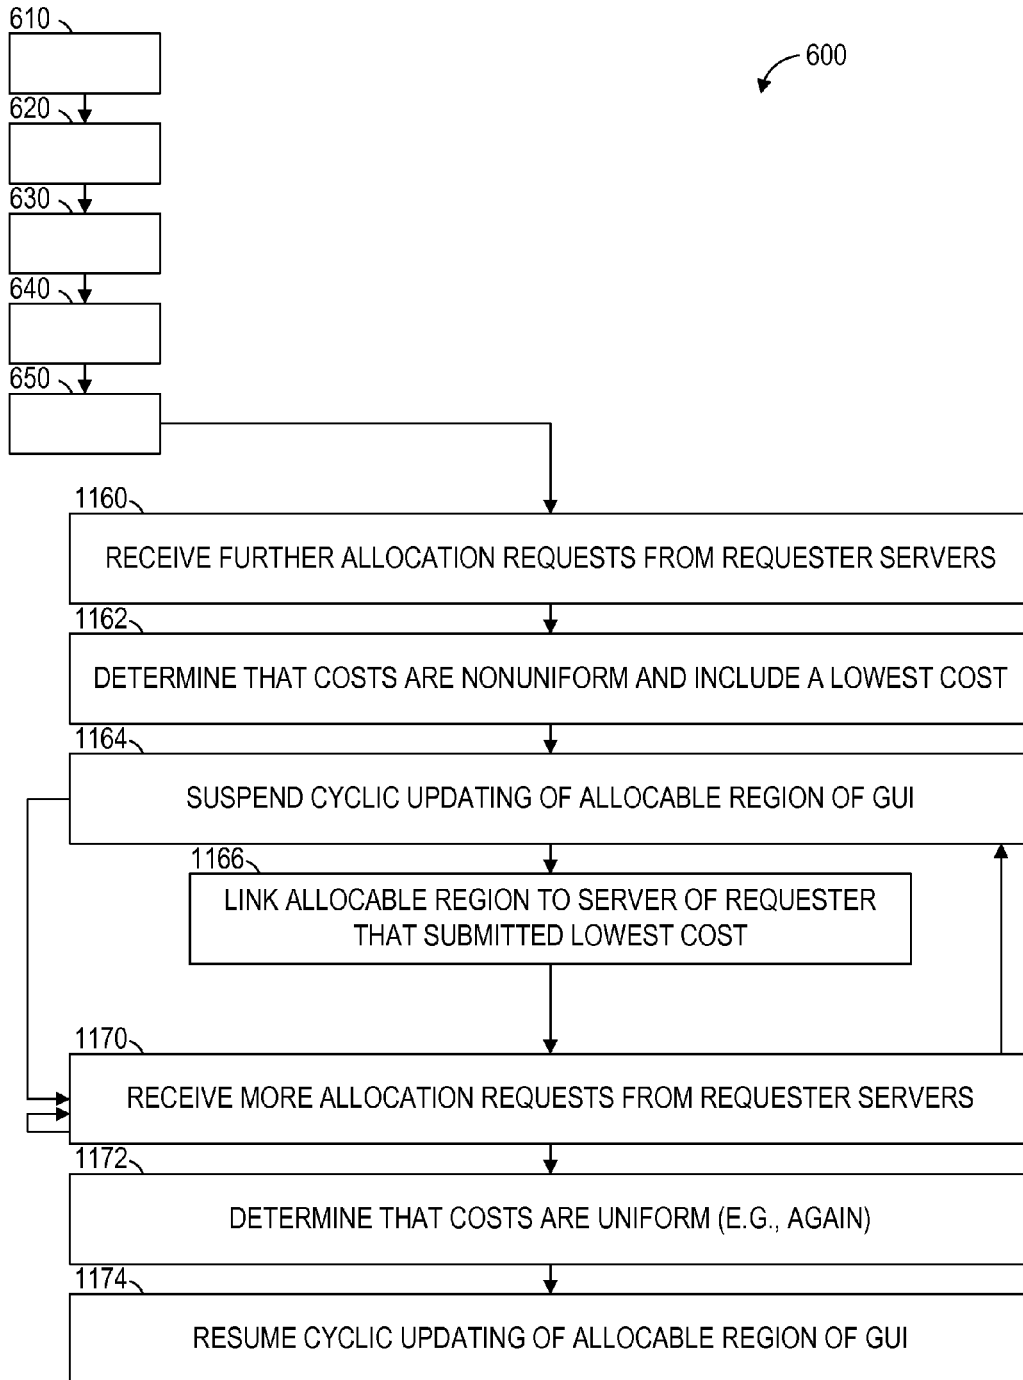 610
600
620
630
640
650
1160
RECEIVE FURTHER ALLOCATION REQUESTS FROM REQUESTER SERVERS
1162
DETERMINE THAT COSTS ARE NONUNIFORM AND INCLUDE A LOWEST COST
1164
SUSPEND CYCLIC UPDATING OF ALLOCABLE REGION OF GUI
1166
LINK ALLOCABLE REGION TO SERVER OF REQUESTER
THAT SUBMITTED LOWEST COST
1170
RECEIVE MORE ALLOCATION REQUESTS FROM REQUESTER SERVERS
1172
DETERMINE THAT COSTS ARE UNIFORM (E.G., AGAIN)
1174
RESUME CYCLIC UPDATING OF ALLOCABLE REGION OF GUI